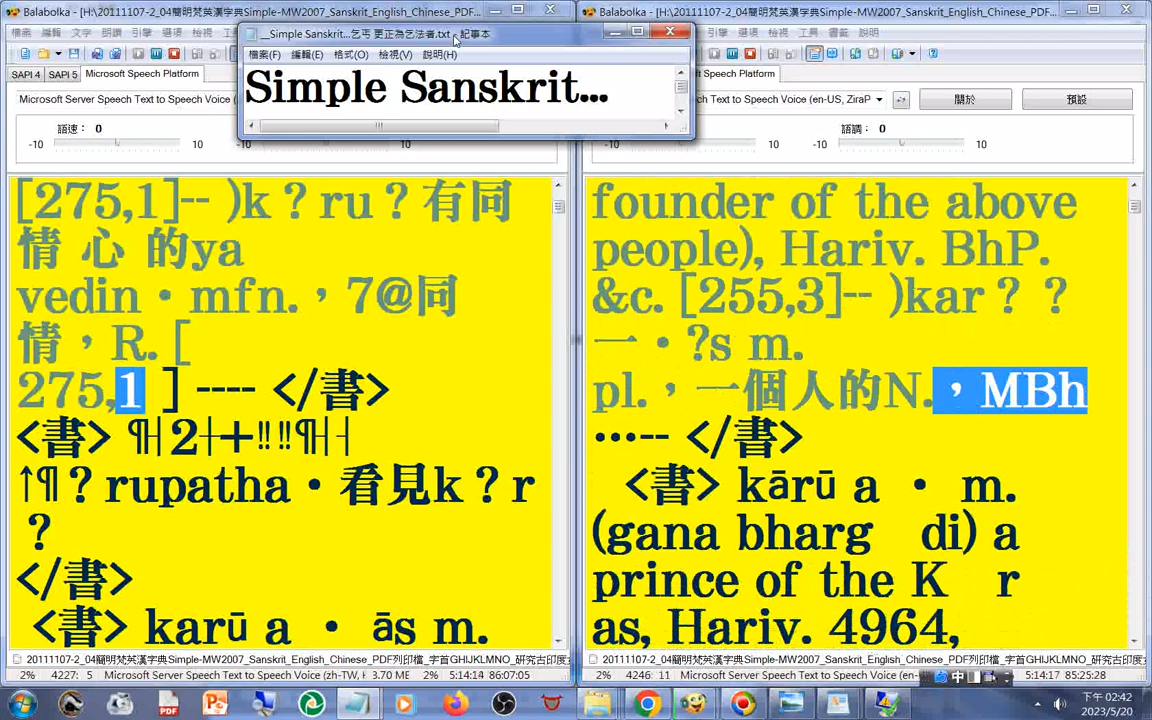 Balabolka - [H:\20111107-2_04簡明梵英漢字典Simple-MW2007_Sanskrit_English_Chinese_PDF...
Balabolka - [H:\20111107-2_04簡明梵英漢字典Simple-MW2007_Sanskrit_English_Chinese_PDF...
__Simple Sanskrit...乞丐 更正為乞法者.txt - 記事本
檔案(F) 編輯(E) 格式(O) 檢視(V) 說明(H)
Simple Sanskrit...
SAPI 4 SAPI 5 Microsoft Speech Platform
Speech Platform
Microsoft Server Speech Text to Speech Voice (
ch Text to Speech Voice (en-US, ZiraP
關於
預設
語速： 0
-10 10 -10 10
語調： 0
-10 10 -10 10
[275,1]-- )k ? ru ? 有同
情 心 的ya
vedin · mfn. ，7@同
情，R. [
275,1 ] ---- </書>
<書> ¶┤2┼+‼‼¶┤┤
↑¶ ? rupatha · 看見k ? r
?
</書>
<書> karū a · ās m.
founder of the above
people), Hariv. BhP.
&c. [255,3]-- )kar ? ?
一 · ?s m.
pl.，一個人的N. ，MBh
…-- </書>
<書> kārū a · m.
(gana bharg di) a
prince of the K r
as, Hariv. 4964,
20111107-2_04簡明梵英漢字典Simple-MW2007_Sanskrit_English_Chinese_PDF列印檔_字首GHIJKLMNO_研究古印度
20111107-2_04簡明梵英漢字典Simple-MW2007_Sanskrit_English_Chinese_PDF列印檔_字首GHIJKLMNO_研究古印度
2% 4227: 5 Microsoft Server Speech Text to Speech Voice (zh-TW, H 3.70 ME 2% 5:14:14 86:07:05
2% 4246: 11 Microsoft Server Speech Text to Speech Voice 2% 5:14:17 85:25:28
中
下午 02:42
2023/5/20